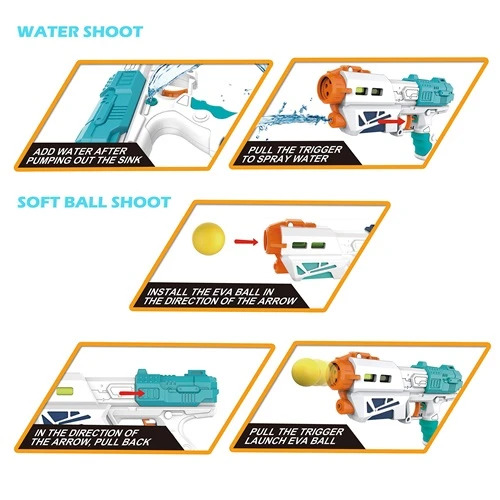 WATER SHOOT
ADD WATER AFTER
PUMPING OUT THE SINK
PULL THE TRIGGER
TO SPRAY WATER
SOFT BALL SHOOT
INSTALL THE EVA BALL IN
THE DIRECTION OF THE ARROW
IN THE DIRECTION OF
THE ARROW, PULL BACK
PULL THE TRIGGER
LAUNCH EVA BALL